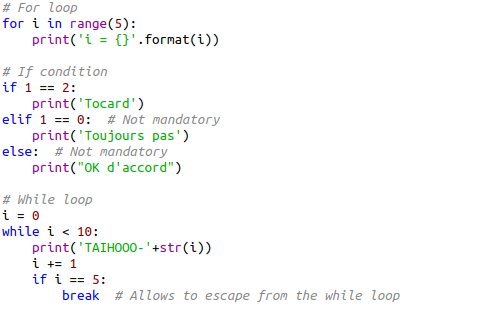 # For loop
for i in range(5):
    print('i = {}'.format(i))

# If condition
if 1 == 2:
    print('Tocard')
elif 1 == 0:  # Not mandatory
    print('Toujours pas')
else:  # Not mandatory
    print("OK d'accord")

# While loop
i = 0
while i < 10:
    print('TAIHOOO-'+str(i))
    i += 1
    if i == 5:
        break  # Allows to escape from the while loop